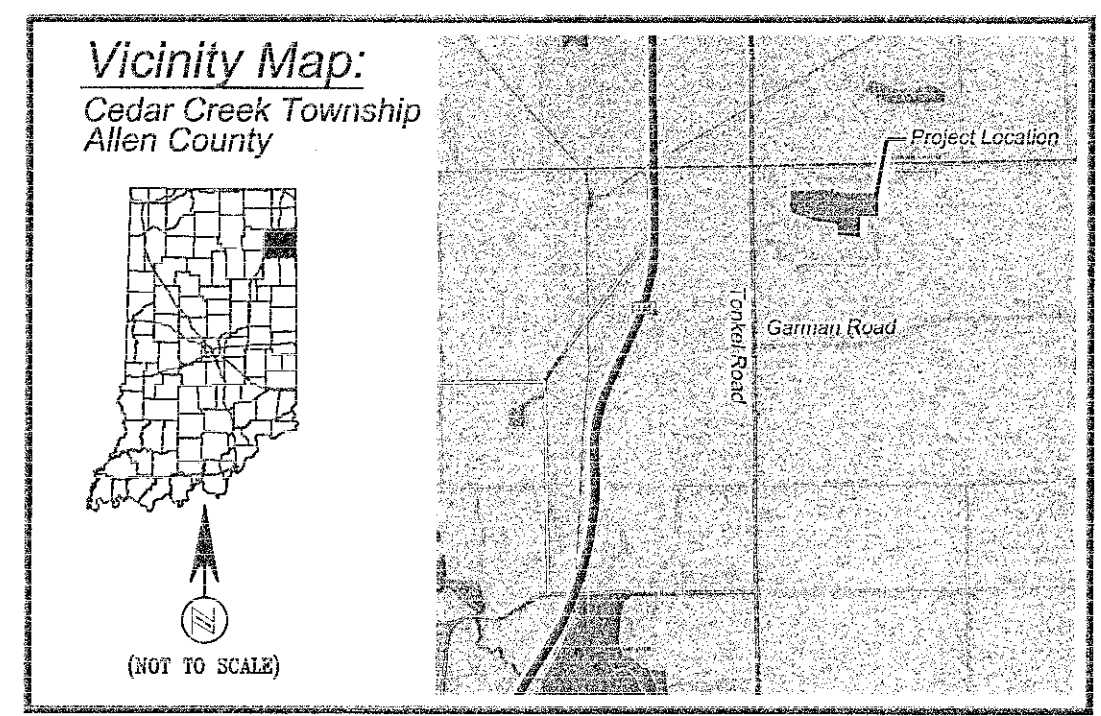 Vicinity Map:
Cedar Creek Township
Allen County
Project Location
Tonkel Road
Garman Road
(NOT TO SCALE)